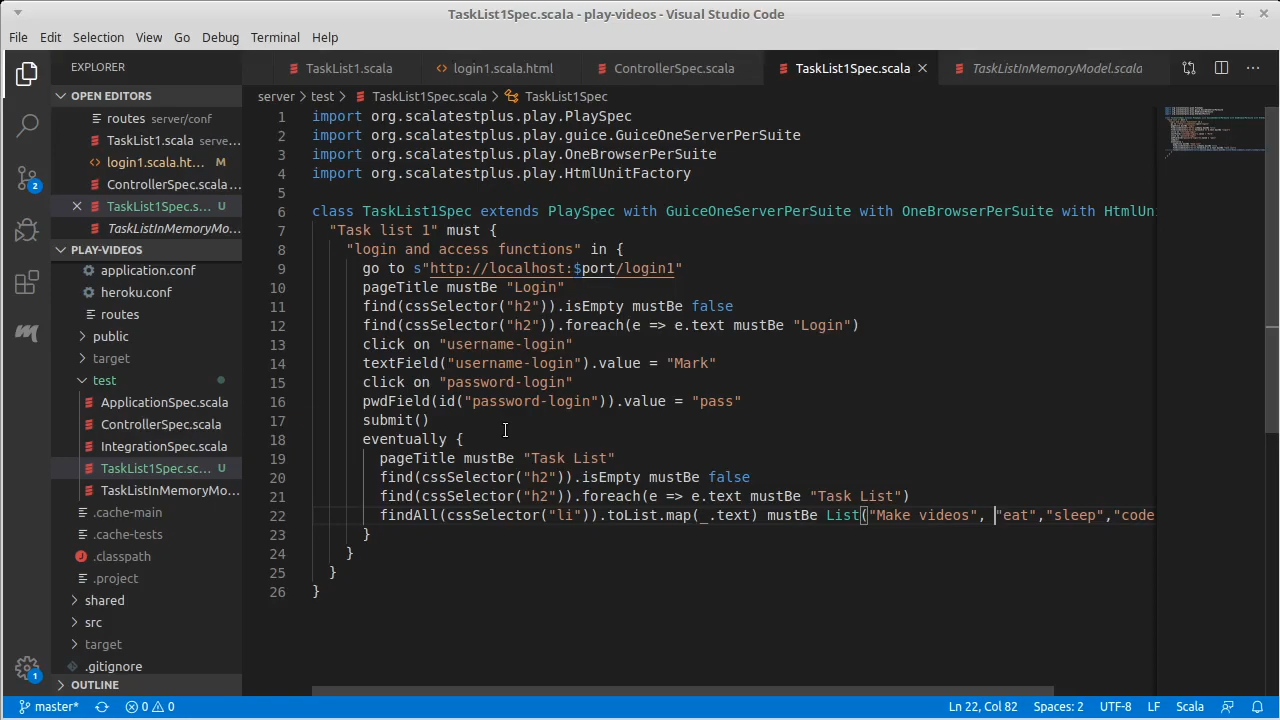 TaskList1Spec.scala - play-videos - Visual Studio Code
File Edit Selection View Go Debug Terminal Help
EXPLORER
TaskList1.scala
login1.scala.html
ControllerSpec.scala
TaskList1Spec.scala
TaskListInMemoryModel.scala
OPEN EDITORS
routes server/conf
TaskList1.scala serve...
login1.scala.ht... M
ControllerSpec.scala ...
TaskList1Spec.s... U
TaskListInMemoryMo...
PLAY-VIDEOS
application.conf
heroku.conf
routes
public
target
test
ApplicationSpec.scala
ControllerSpec.scala
IntegrationSpec.scala
TaskList1Spec.sc... U
TaskListInMemoryMo...
.cache-main
.cache-tests
.classpath
.project
shared
src
target
.gitignore
OUTLINE
2
1
server > test > TaskList1Spec.scala > TaskList1Spec
1 import org.scalatestplus.play.PlaySpec
2 import org.scalatestplus.play.guice.GuiceOneServerPerSuite
3 import org.scalatestplus.play.OneBrowserPerSuite
4 import org.scalatestplus.play.HtmlUnitFactory
5
6 class TaskList1Spec extends PlaySpec with GuiceOneServerPerSuite with OneBrowserPerSuite with HtmlUni
7 "Task list 1" must {
8 "login and access functions" in {
9 go to s"http://localhost:$port/login1"
10 pageTitle mustBe "Login"
11 find(cssSelector("h2")).isEmpty mustBe false
12 find(cssSelector("h2")).foreach(e => e.text mustBe "Login")
13 click on "username-login"
14 textField("username-login").value = "Mark"
15 click on "password-login"
16 pwdField(id("password-login")).value = "pass"
17 submit()
18 eventually {
19 pageTitle mustBe "Task List"
20 find(cssSelector("h2")).isEmpty mustBe false
21 find(cssSelector("h2")).foreach(e => e.text mustBe "Task List")
22 findAll(cssSelector("li")).toList.map(_.text) mustBe List("Make videos", "eat","sleep","code
23 }
24 }
25 }
26 }
master* 0 0 Ln 22, Col 82 Spaces: 2 UTF-8 LF Scala